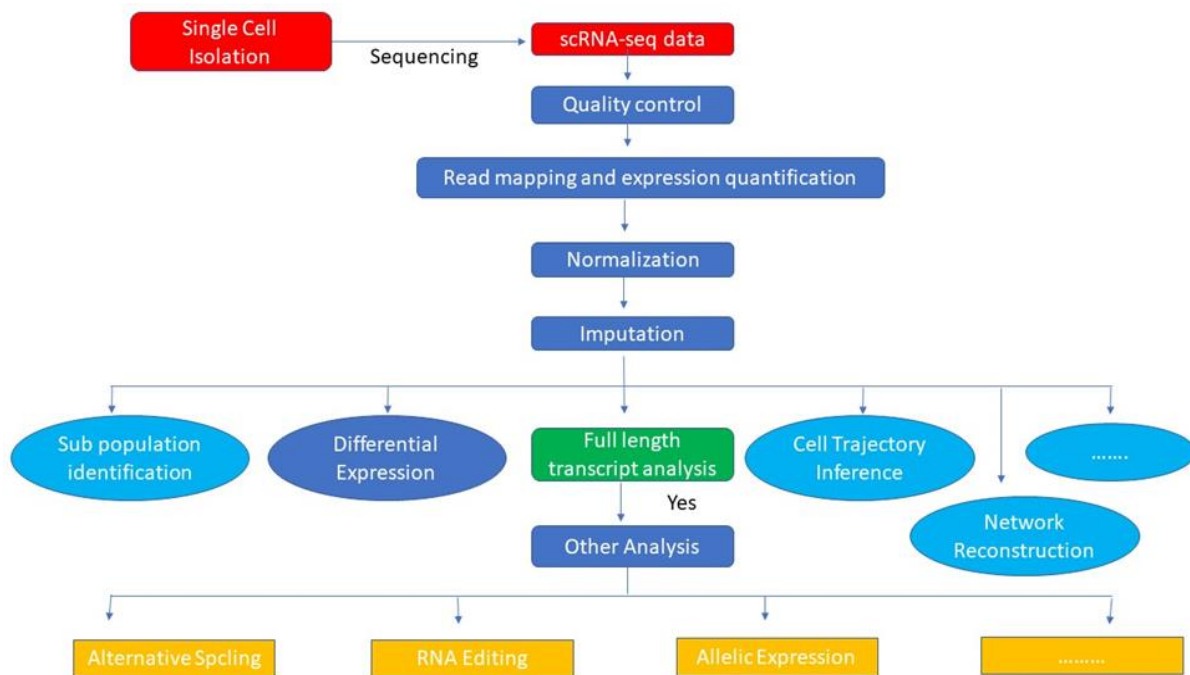 Single Cell
Isolation
Sequencing
scRNA-seq data
Quality control
Read mapping and expression quantification
Normalization
Imputation
Sub population
identification
Differential
Expression
Full length
transcript analysis
Cell Trajectory
Inference
.......
Network
Reconstruction
Yes
Other Analysis
Alternative Spcling
RNA Editing
Allelic Expression
.........